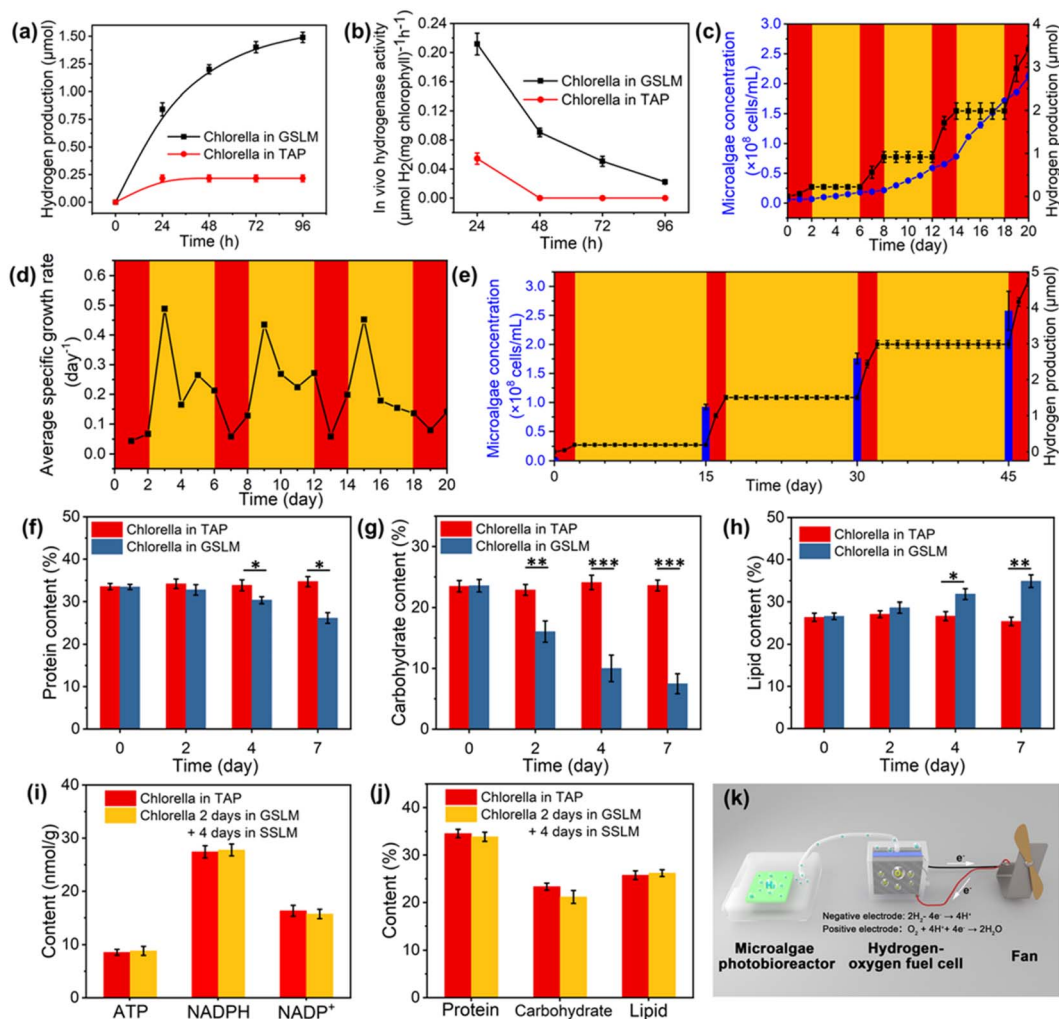 (a)
Hydrogen production (μmol)
1.50
1.25
1.00
0.75
0.50
0.25
0.00
Chlorella in GSLM
Chlorella in TAP
0 24 48 72 96
Time (h)
(b)
In vivo hydrogenase activity
(μmol H₂(mg chlorophyll)⁻¹h⁻¹)
0.24
0.20
0.16
0.12
0.08
0.04
0.00
Chlorella in GSLM
Chlorella in TAP
24 48 72 96
Time (h)
(c)
Microalgae concentration
(×10⁸ cells/mL)
3.0
2.5
2.0
1.5
1.0
0.5
0.0
4
3
2
1
0
Hydrogen production (μmol)
0 2 4 6 8 10 12 14 16 18 20
Time (day)
(d)
Average specific growth rate
(day⁻¹)
0.6
0.5
0.4
0.3
0.2
0.1
0.0
0 2 4 6 8 10 12 14 16 18 20
Time (day)
(e)
Microalgae concentration
(×10⁸ cells/mL)
3.0
2.5
2.0
1.5
1.0
0.5
0.0
5
4
3
2
1
0
Hydrogen production (μmol)
0 15 30 45
Time (day)
(f)
Protein content (%)
50
40
30
20
10
0
Chlorella in TAP
Chlorella in GSLM
* *
0 2 4 7
Time (day)
(g)
Carbohydrate content (%)
30
20
10
0
Chlorella in TAP
Chlorella in GSLM
** *** ***
0 2 4 7
Time (day)
(h)
Lipid content (%)
50
40
30
20
10
0
Chlorella in TAP
Chlorella in GSLM
* **
0 2 4 7
Time (day)
(i)
Content (nmol/g)
40
30
20
10
0
Chlorella in TAP
Chlorella 2 days in GSLM
+ 4 days in SSLM
ATP NADPH NADP⁺
(j)
Content (%)
40
30
20
10
0
Chlorella in TAP
Chlorella 2 days in GSLM
+ 4 days in SSLM
Protein Carbohydrate Lipid
(k)
H₂
e⁻
e⁻
Negative electrode: 2H₂- 4e⁻ → 4H⁺
Positive electrode: O₂ + 4H⁺+ 4e⁻ → 2H₂O
Microalgae
photobioreactor
Hydrogen-
oxygen fuel cell
Fan